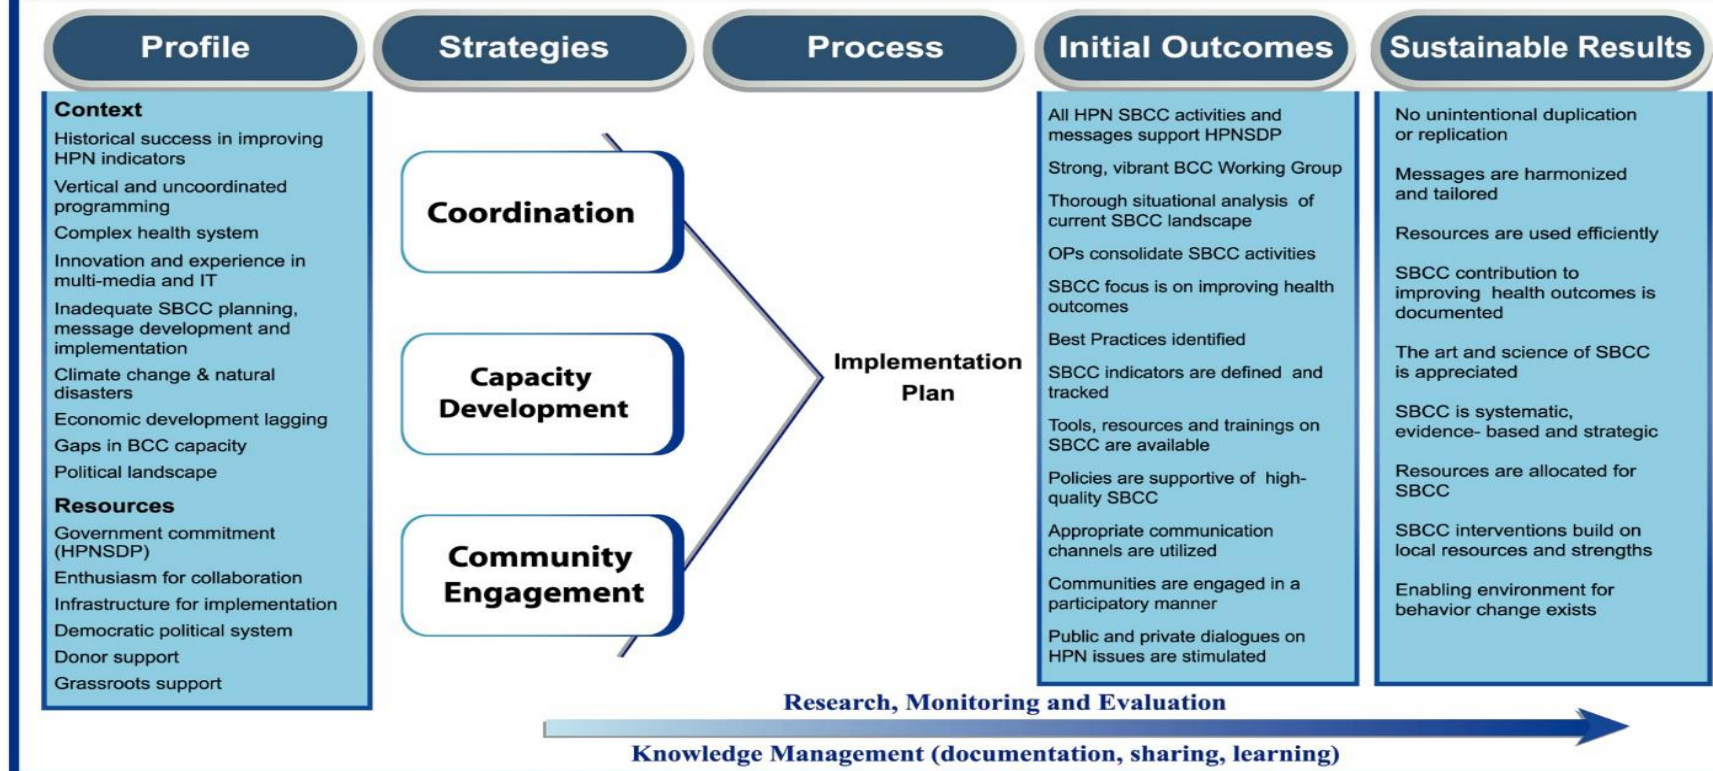 Profile
Strategies
Process
Initial Outcomes
Sustainable Results
Context
Historical success in improving
HPN indicators
Vertical and uncoordinated
programming
Complex health system
Innovation and experience in
multi-media and IT
Inadequate SBCC planning,
message development and
implementation
Climate change & natural
disasters
Economic development lagging
Gaps in BCC capacity
Political landscape
Resources
Government commitment
(HPNSDP)
Enthusiasm for collaboration
Infrastructure for implementation
Democratic political system
Donor support
Grassroots support
Coordination
Capacity
Development
Community
Engagement
Implementation
Plan
All HPN SBCC activities and
messages support HPNSDP
Strong, vibrant BCC Working Group
Thorough situational analysis of
current SBCC landscape
OPs consolidate SBCC activities
SBCC focus is on improving health
outcomes
Best Practices identified
SBCC indicators are defined and
tracked
Tools, resources and trainings on
SBCC are available
Policies are supportive of high-
quality SBCC
Appropriate communication
channels are utilized
Communities are engaged in a
participatory manner
Public and private dialogues on
HPN issues are stimulated
No unintentional duplication
or replication
Messages are harmonized
and tailored
Resources are used efficiently
SBCC contribution to
improving health outcomes is
documented
The art and science of SBCC
is appreciated
SBCC is systematic,
evidence- based and strategic
Resources are allocated for
SBCC
SBCC interventions build on
local resources and strengths
Enabling environment for
behavior change exists
Research, Monitoring and Evaluation
Knowledge Management (documentation, sharing, learning)